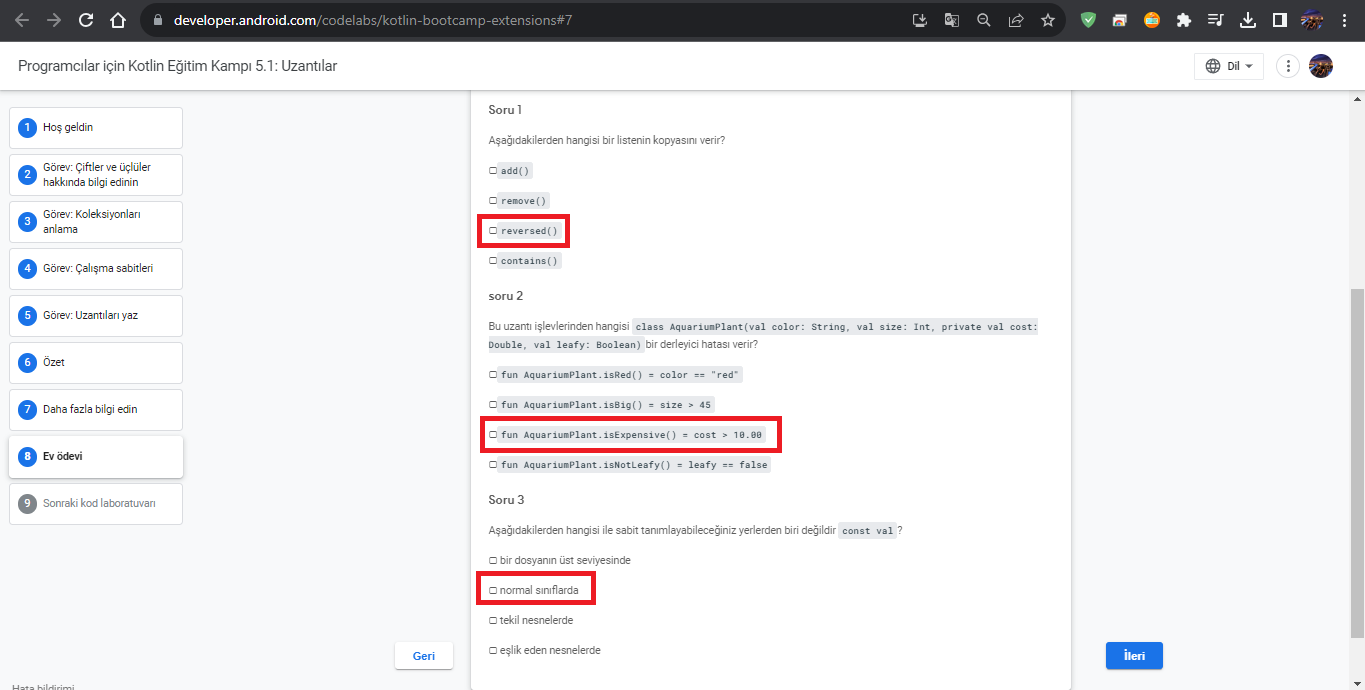 developer.android.com/codelabs/kotlin-bootcamp-extensions#7
Programcılar için Kotlin Eğitim Kampı 5.1: Uzantılar
Dil
1 Hoş geldin
2 Görev: Çiftler ve üçlüler
hakkında bilgi edinin
3 Görev: Koleksiyonları
anlama
4 Görev: Çalışma sabitleri
5 Görev: Uzantıları yaz
6 Özet
7 Daha fazla bilgi edin
8 Ev ödevi
9 Sonraki kod laboratuvarı
Soru 1
Aşağıdakilerden hangisi bir listenin kopyasını verir?
add()
remove()
reversed()
contains()
soru 2
Bu uzantı işlevlerinden hangisi class AquariumPlant(val color: String, val size: Int, private val cost:
Double, val leafy: Boolean) bir derleyici hatası verir?
fun AquariumPlant.isRed() = color == "red"
fun AquariumPlant.isBig() = size > 45
fun AquariumPlant.isExpensive() = cost > 10.00
fun AquariumPlant.isNotLeafy() = leafy == false
Soru 3
Aşağıdakilerden hangisi ile sabit tanımlayabileceğiniz yerlerden biri değildir const val ?
bir dosyanın üst seviyesinde
normal sınıflarda
tekil nesnelerde
eşlik eden nesnelerde
Geri
İleri
Hata bildirimi